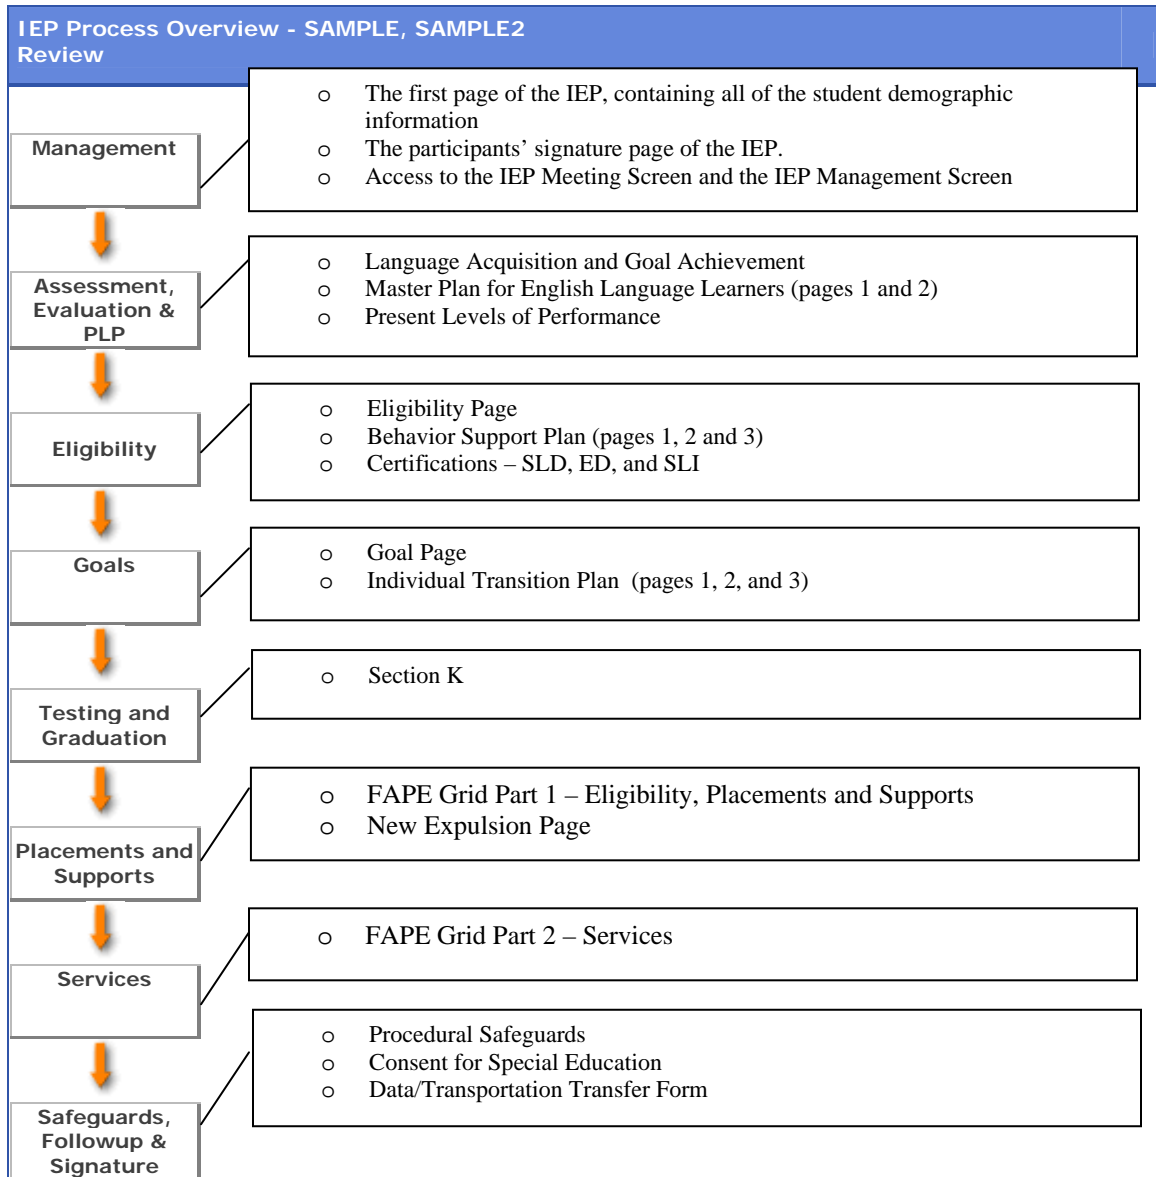 IEP Process Overview - SAMPLE, SAMPLE2
Review
Management
o The first page of the IEP, containing all of the student demographic
information
o The participants’ signature page of the IEP.
o Access to the IEP Meeting Screen and the IEP Management Screen
Assessment,
Evaluation &
PLP
o Language Acquisition and Goal Achievement
o Master Plan for English Language Learners (pages 1 and 2)
o Present Levels of Performance
Eligibility
o Eligibility Page
o Behavior Support Plan (pages 1, 2 and 3)
o Certifications – SLD, ED, and SLI
Goals
o Goal Page
o Individual Transition Plan (pages 1, 2, and 3)
Testing and
Graduation
o Section K
Placements and
Supports
o FAPE Grid Part 1 – Eligibility, Placements and Supports
o New Expulsion Page
Services
o FAPE Grid Part 2 – Services
Safeguards,
Followup &
Signature
o Procedural Safeguards
o Consent for Special Education
o Data/Transportation Transfer Form